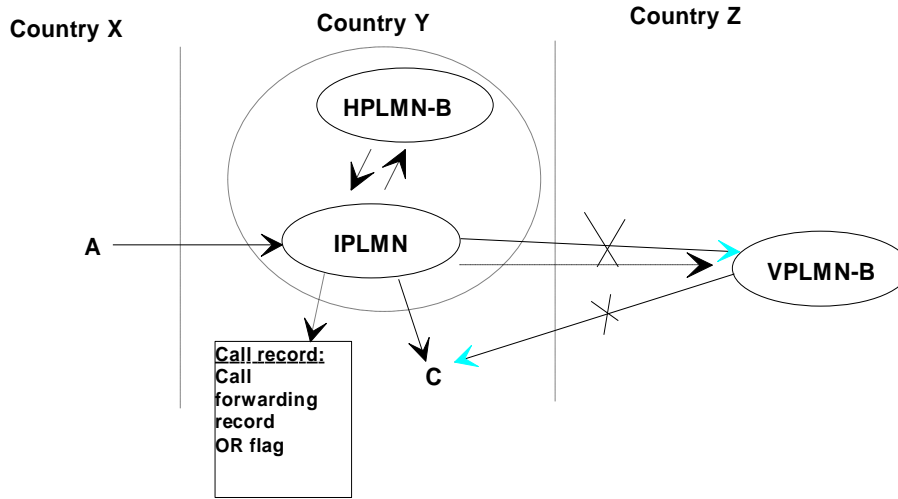 Country X
Country Y
Country Z
HPLMN-B
A
IPLMN
VPLMN-B
Call record:
Call
forwarding
record
OR flag
C